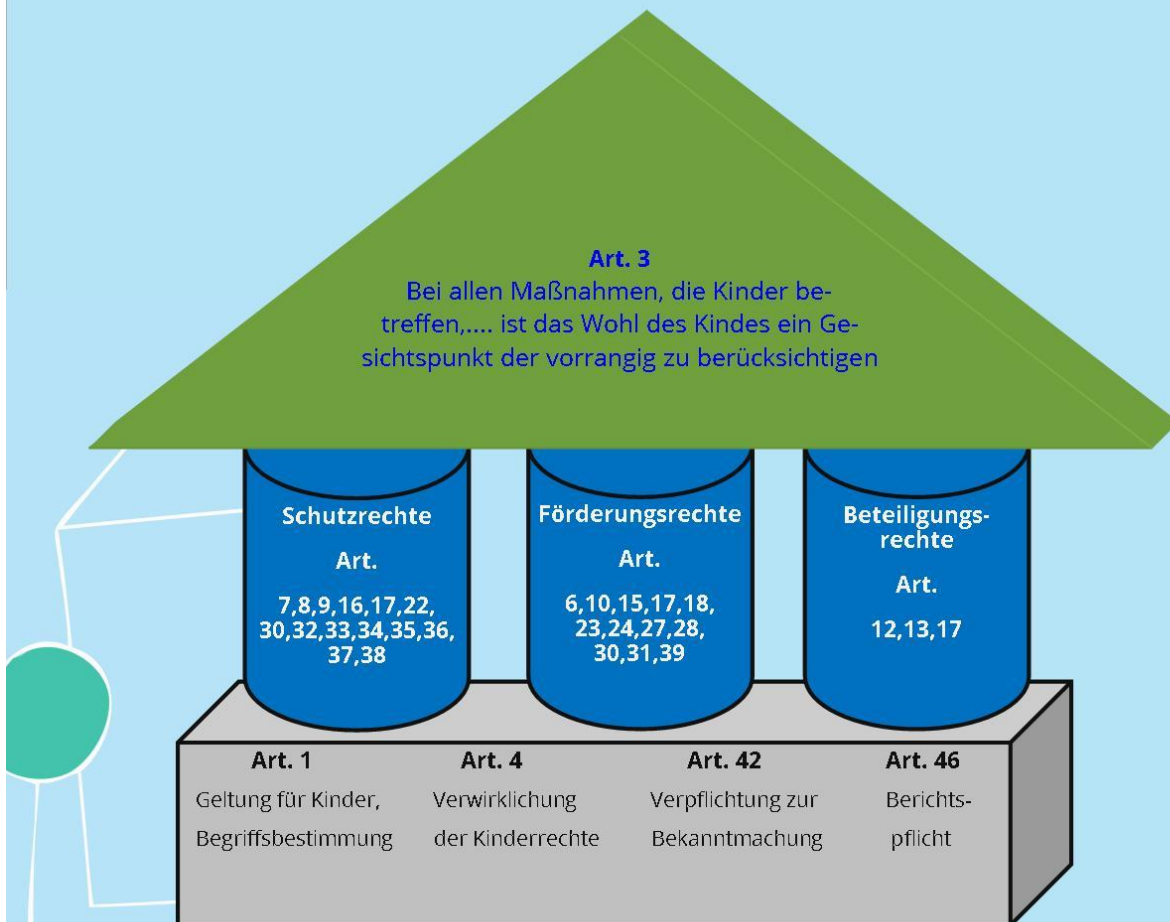 Art. 3
Bei allen Maßnahmen, die Kinder be-
treffen,.... ist das Wohl des Kindes ein Ge-
sichtspunkt der vorrangig zu berücksichtigen
Schutzrechte
Art.
7,8,9,16,17,22,
30,32,33,34,35,36,
37,38
Förderungsrechte
Art.
6,10,15,17,18,
23,24,27,28,
30,31,39
Beteiligungs-
rechte
Art.
12,13,17
Art. 1
Geltung für Kinder,
Begriffsbestimmung
Art. 4
Verwirklichung
der Kinderrechte
Art. 42
Verpflichtung zur
Bekanntmachung
Art. 46
Berichts-
pflicht